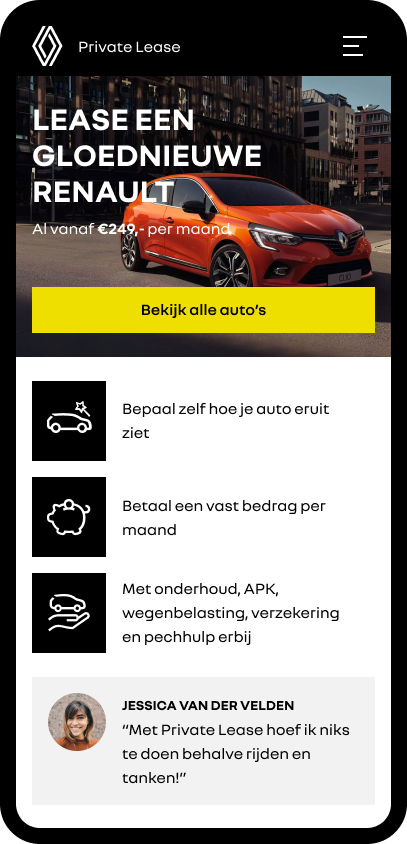 Private Lease
LEASE EEN
GLOEDNIEUWE
RENAULT
Al vanaf €249,- per maand
CLIO
Bekijk alle auto’s
Bepaal zelf hoe je auto eruit
ziet
Betaal een vast bedrag per
maand
Met onderhoud, APK,
wegenbelasting, verzekering
en pechhulp erbij
JESSICA VAN DER VELDEN
“Met Private Lease hoef ik niks
te doen behalve rijden en
tanken!”